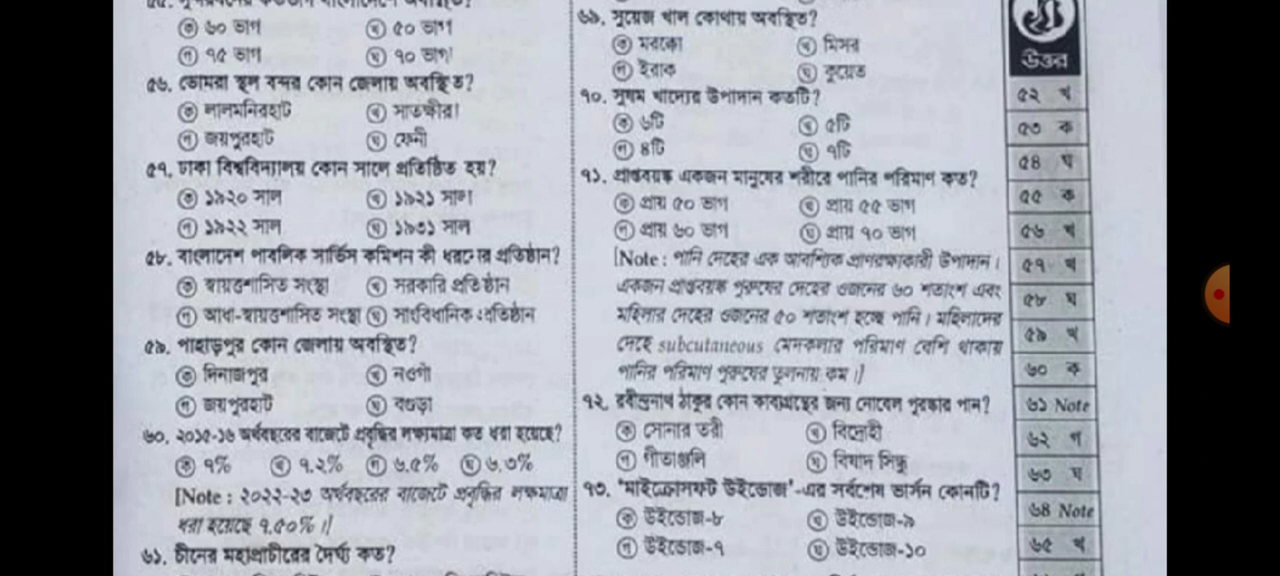 ৫৫. সুন্দরবনের কতভাগ বাংলাদেশে অবস্থিত?
ক ৬০ ভাগ খ ৫০ ভাগ
গ ৭৫ ভাগ ঘ ৭০ ভাগ
৫৬. ভোমরা স্থল বন্দর কোন জেলায় অবস্থিত?
ক লালমনিরহাট খ সাতক্ষীরা
গ জয়পুরহাট ঘ ফেনী
৫৭. ঢাকা বিশ্ববিদ্যালয় কোন সালে প্রতিষ্ঠিত হয়?
ক ১৯২০ সাল খ ১৯২১ সাল
গ ১৯২২ সাল ঘ ১৯৩১ সাল
৫৮. বাংলাদেশ পাবলিক সার্ভিস কমিশন কী ধরনের প্রতিষ্ঠান?
ক স্বায়ত্তশাসিত সংস্থা খ সরকারি প্রতিষ্ঠান
গ আধা-স্বায়ত্তশাসিত সংস্থা ঘ সাংবিধানিক প্রতিষ্ঠান
৫৯. পাহাড়পুর কোন জেলায় অবস্থিত?
ক দিনাজপুর খ নওগাঁ
গ জয়পুরহাট ঘ বগুড়া
৬০. ২০১৫-১৬ অর্থবছরের বাজেটে প্রবৃদ্ধির লক্ষ্যমাত্রা কত ধরা হয়েছে?
ক ৭% খ ৭.২% গ ৬.৫% ঘ ৬.৩%
[Note : ২০২২-২৩ অর্থবছরের বাজেটে প্রবৃদ্ধির লক্ষমাত্রা
ধরা হয়েছে ৭.৫০% ।]
৬১. চীনের মহাপ্রাচীরের দৈর্ঘ্য কত?
৬৯. সুয়েজ খাল কোথায় অবস্থিত?
ক মরক্কো খ মিসর
গ ইরাক ঘ কুয়েত
৭০. সুষম খাদ্যের উপাদান কতটি?
ক ৬টি খ ৫টি
গ ৪টি ঘ ৭টি
৭১. প্রাপ্তবয়স্ক একজন মানুষের শরীরে পানির পরিমাণ কত?
ক প্রায় ৫০ ভাগ খ প্রায় ৫৫ ভাগ
গ প্রায় ৬০ ভাগ ঘ প্রায় ৭০ ভাগ
[Note : পানি দেহের এক আবশ্যিক প্রাণরক্ষাকারী উপাদান।
একজন প্রাপ্তবয়স্ক পুরুষের দেহের ওজনের ৬০ শতাংশ এবং
মহিলার দেহের ওজনের ৫০ শতাংশ হচ্ছে পানি। মহিলাদের
দেহে subcutaneous মেদকলার পরিমাণ বেশি থাকায়
পানির পরিমাণ পুরুষের তুলনায় কম।]
৭২. রবীন্দ্রনাথ ঠাকুর কোন কাব্যগ্রন্থের জন্য নোবেল পুরস্কার পান?
ক সোনার তরী খ বিদ্রোহী
গ গীতাঞ্জলি ঘ বিষাদ সিন্ধু
৭৩. 'মাইক্রোসফট উইন্ডোজ'-এর সর্বশেষ ভার্সন কোনটি?
ক উইন্ডোজ-৮ খ উইন্ডোজ-৯
গ উইন্ডোজ-৭ ঘ উইন্ডোজ-১০
উত্তর
৫২ খ
৫৩ ক
৫৪ ঘ
৫৫ ক
৫৬ খ
৫৭ খ
৫৮ ঘ
৫৯ খ
৬০ ক
৬১ Note
৬২ গ
৬৩ ঘ
৬৪ Note
৬৫ খ